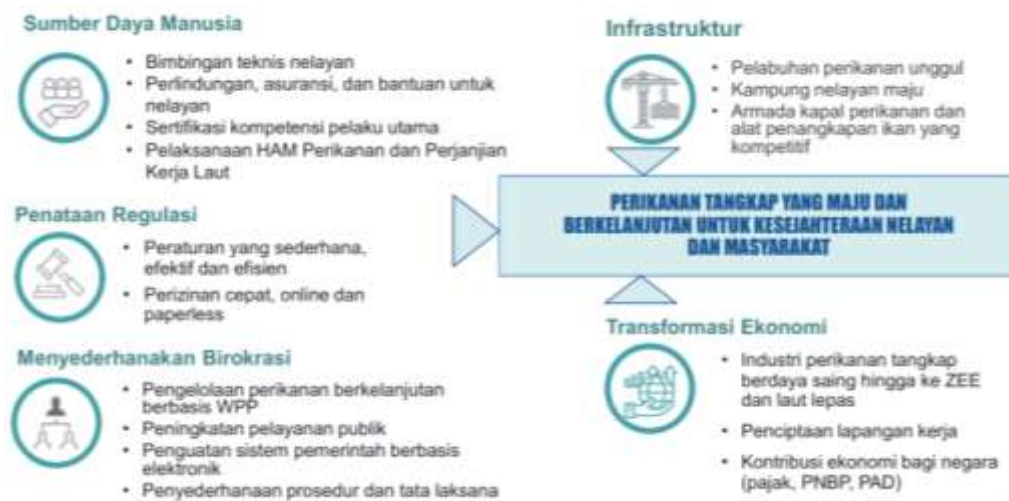 Sumber Daya Manusia
• Bimbingan teknis nelayan
• Perlindungan, asuransi, dan bantuan untuk
nelayan
• Sertifikasi kompetensi pelaku utama
• Pelaksanaan HAM Perikanan dan Perjanjian
Kerja Laut
Penataan Regulasi
• Peraturan yang sederhana,
efektif dan efisien
• Perizinan cepat, online dan
paperless
Menyederhanakan Birokrasi
• Pengelolaan perikanan berkelanjutan
berbasis WPP
• Peningkatan pelayanan publik
• Penguatan sistem pemerintah berbasis
elektronik
• Penyederhanaan prosedur dan tata laksana
Infrastruktur
• Pelabuhan perikanan unggul
• Kampung nelayan maju
• Armada kapal perikanan dan
alat penangkapan ikan yang
kompetitif
PERIKANAN TANGKAP YANG MAJU DAN
BERKELANJUTAN UNTUK KESEJAHTERAAN NELAYAN
DAN MASYARAKAT
Transformasi Ekonomi
• Industri perikanan tangkap
berdaya saing hingga ke ZEE
dan laut lepas
• Penciptaan lapangan kerja
• Kontribusi ekonomi bagi negara
(pajak, PNBP, PAD)